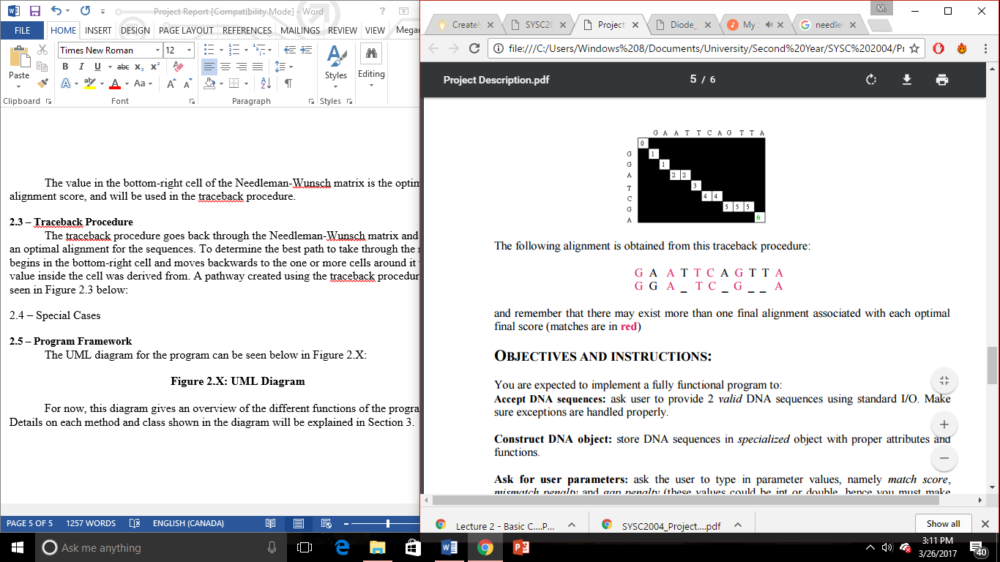 Project Report [Compatibility Mode] - Word
FILE HOME INSERT DESIGN PAGE LAYOUT REFERENCES MAILINGS REVIEW VIEW Megan
Times New Roman 12
Paste
B I U abc X₂ X²
A aby A Aa A A
Styles
Editing
Clipboard Font Paragraph Styles
The value in the bottom-right cell of the Needleman-Wunsch matrix is the optim
alignment score, and will be used in the traceback procedure.
2.3 – Traceback Procedure
The traceback procedure goes back through the Needleman-Wunsch matrix and
an optimal alignment for the sequences. To determine the best path to take through the
begins in the bottom-right cell and moves backwards to the one or more cells around it
value inside the cell was derived from. A pathway created using the traceback procedur
seen in Figure 2.3 below:
2.4 – Special Cases
2.5 – Program Framework
The UML diagram for the program can be seen below in Figure 2.X:
Figure 2.X: UML Diagram
For now, this diagram gives an overview of the different functions of the progra
Details on each method and class shown in the diagram will be explained in Section 3.
PAGE 5 OF 5 1257 WORDS ENGLISH (CANADA)
M.
Createl SYSC20 Project Diode_ My needle
file:///C:/Users/Windows%208/Documents/University/Second%20Year/SYSC%202004/Pr
Project Description.pdf
5 / 6
G A A T T C A G T T A
0
G 1
G 1
A 2 2
T 3
C 4 4
G 5 5 5
A 6
The following alignment is obtained from this traceback procedure:
G A A T T C A G T T A
G G A _ T C _ G _ _ A
and remember that there may exist more than one final alignment associated with each optimal
final score (matches are in red)
OBJECTIVES AND INSTRUCTIONS:
You are expected to implement a fully functional program to:
Accept DNA sequences: ask user to provide 2 valid DNA sequences using standard I/O. Make
sure exceptions are handled properly.
Construct DNA object: store DNA sequences in specialized object with proper attributes and
functions.
Ask for user parameters: ask the user to type in parameter values, namely match score,
mismatch penalty and gap penalty (these values could be int or double, hence you must make
Lecture 2 - Basic C....P...
SYSC2004_Project....pdf
Show all
Ask me anything
3:11 PM
3/26/2017
40